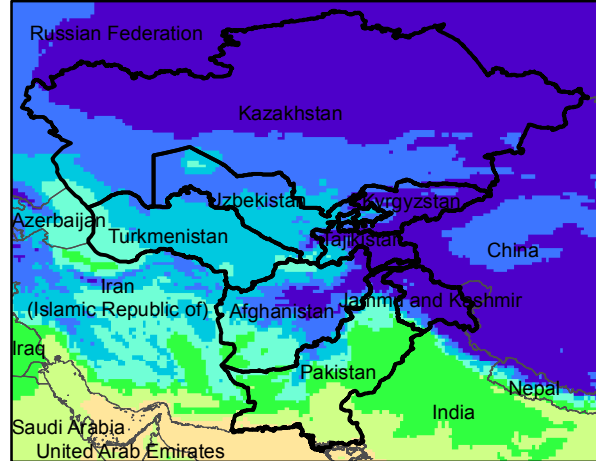 Russian Federation
Kazakhstan
Uzbekistan
Kyrgyzstan
Azerbaijan
Turkmenistan
Tajikistan
China
Iran
(Islamic Republic of)
Afghanistan
Jammu and Kashmir
Iraq
Pakistan
Nepal
India
Saudi Arabia
United Arab Emirates